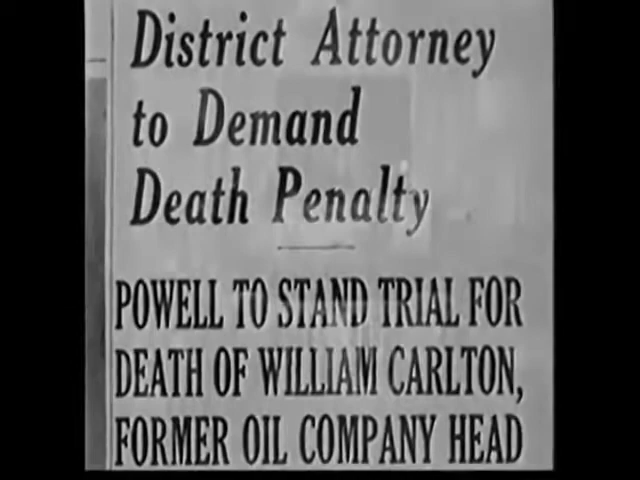 District Attorney
to Demand
Death Penalty
POWELL TO STAND TRIAL FOR
DEATH OF WILLIAM CARLTON,
FORMER OIL COMPANY HEAD